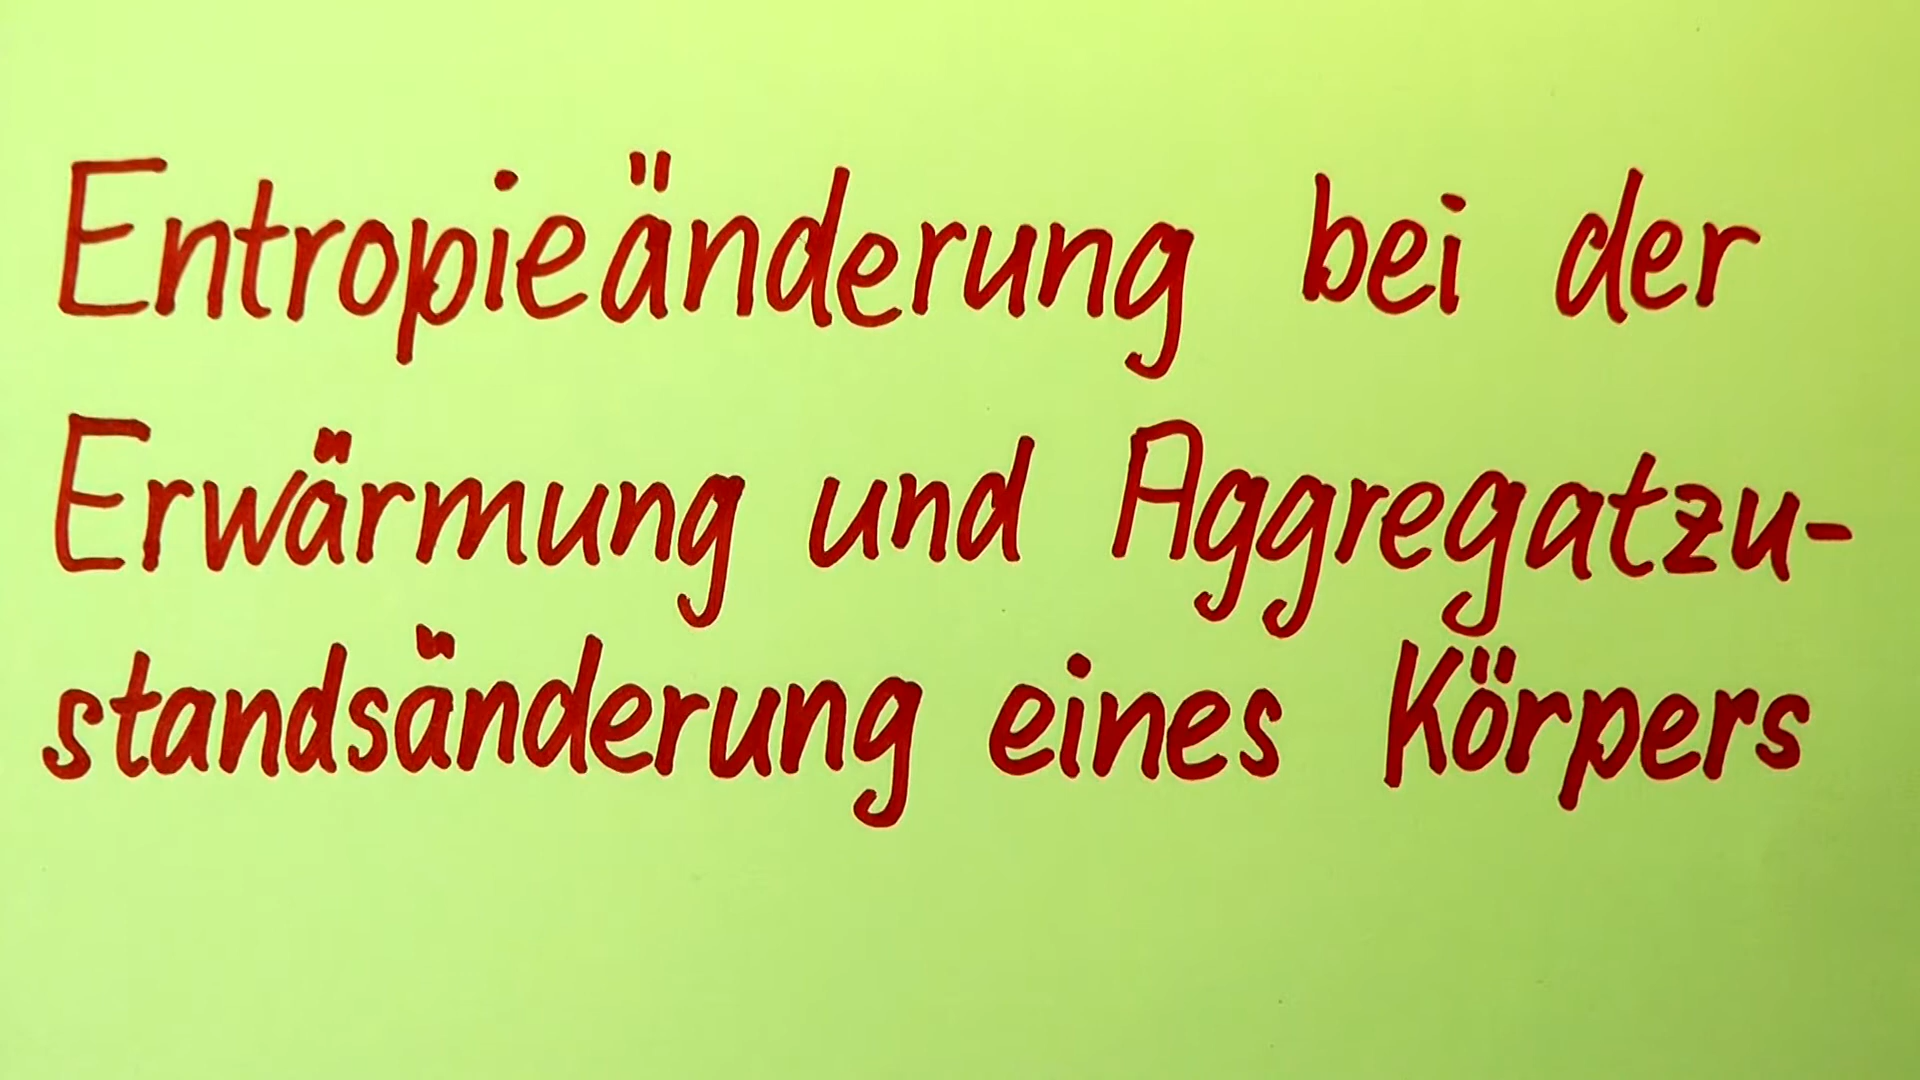 Entropieänderung bei der
Erwärmung und Aggregatzu-
standsänderung eines Körpers